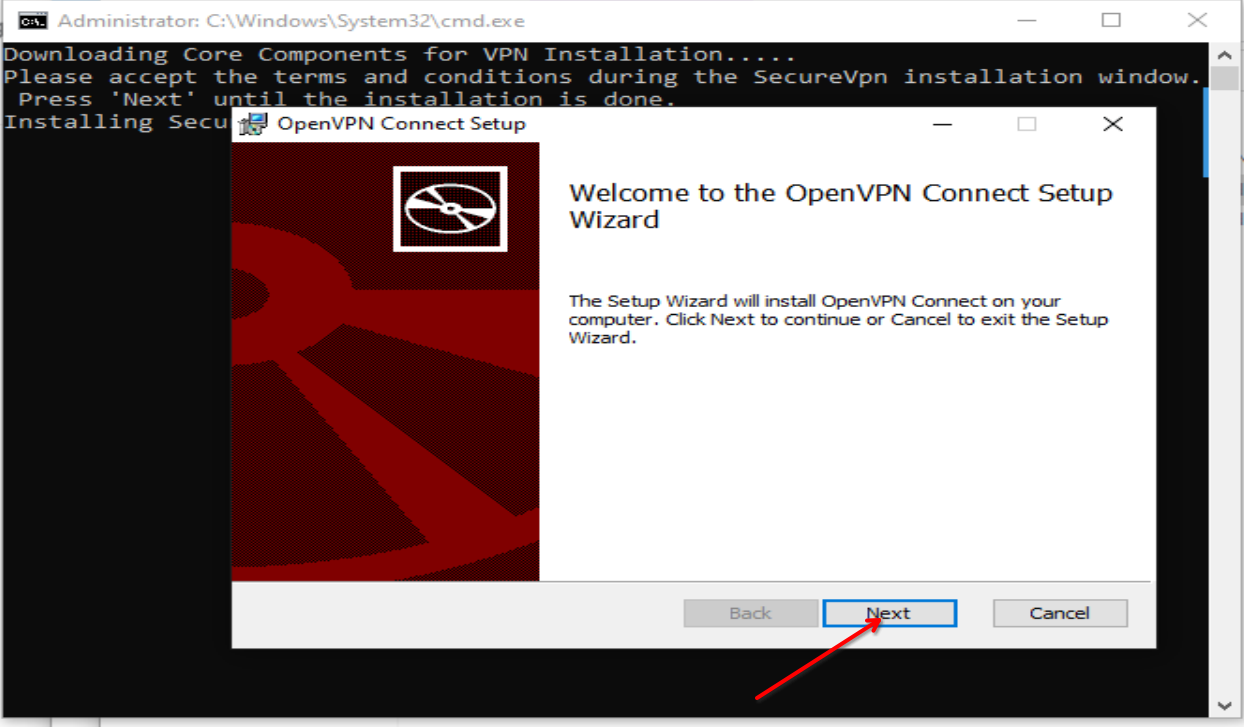 Administrator: C:\Windows\System32\cmd.exe
Downloading Core Components for VPN Installation.....
Please accept the terms and conditions during the SecureVpn installation window.
Press 'Next' until the installation is done.
Installing Secu
OpenVPN Connect Setup
Welcome to the OpenVPN Connect Setup
Wizard
The Setup Wizard will install OpenVPN Connect on your
computer. Click Next to continue or Cancel to exit the Setup
Wizard.
Back
Next
Cancel